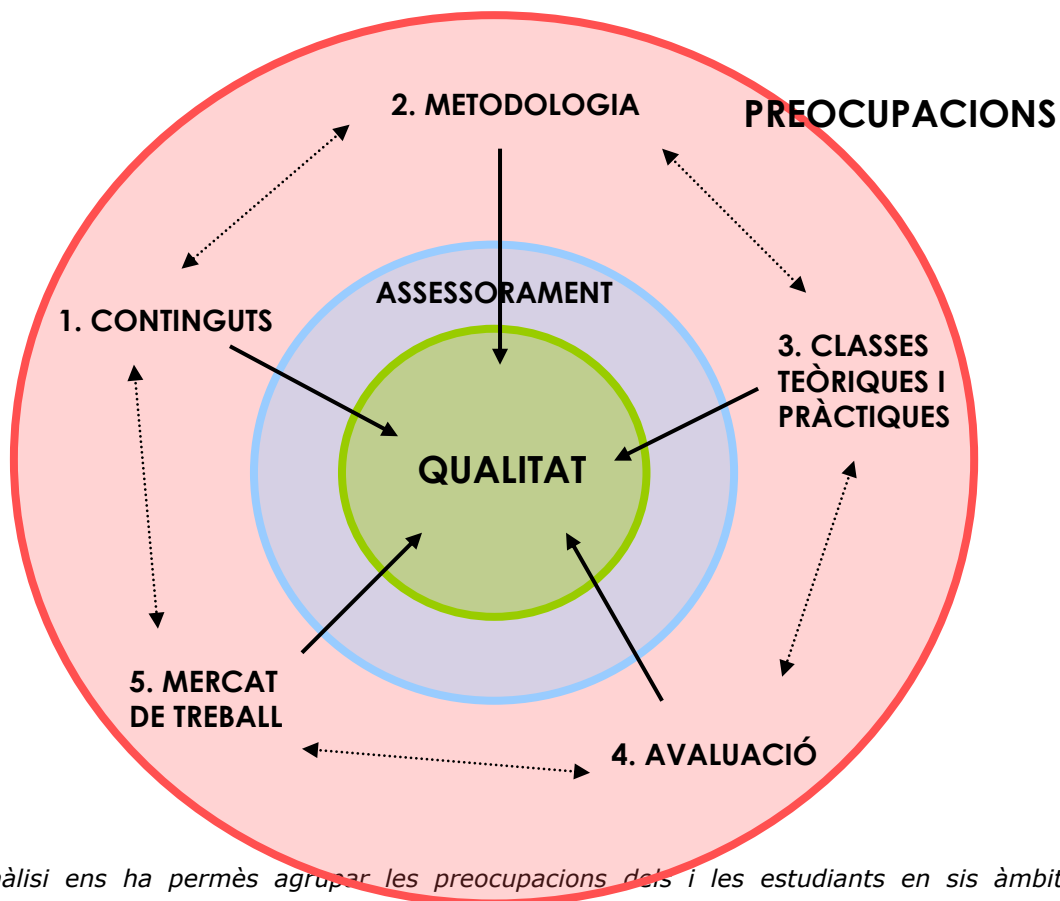 2. METODOLOGIA
PREOCUPACIONS
ASSESSORAMENT
1. CONTINGUTS
3. CLASSES
TEÒRIQUES I
PRÀCTIQUES
QUALITAT
5. MERCAT
DE TREBALL
4. AVALUACIÓ
ens ha permès agrupar les preocupacions dels i les estudiants en sis